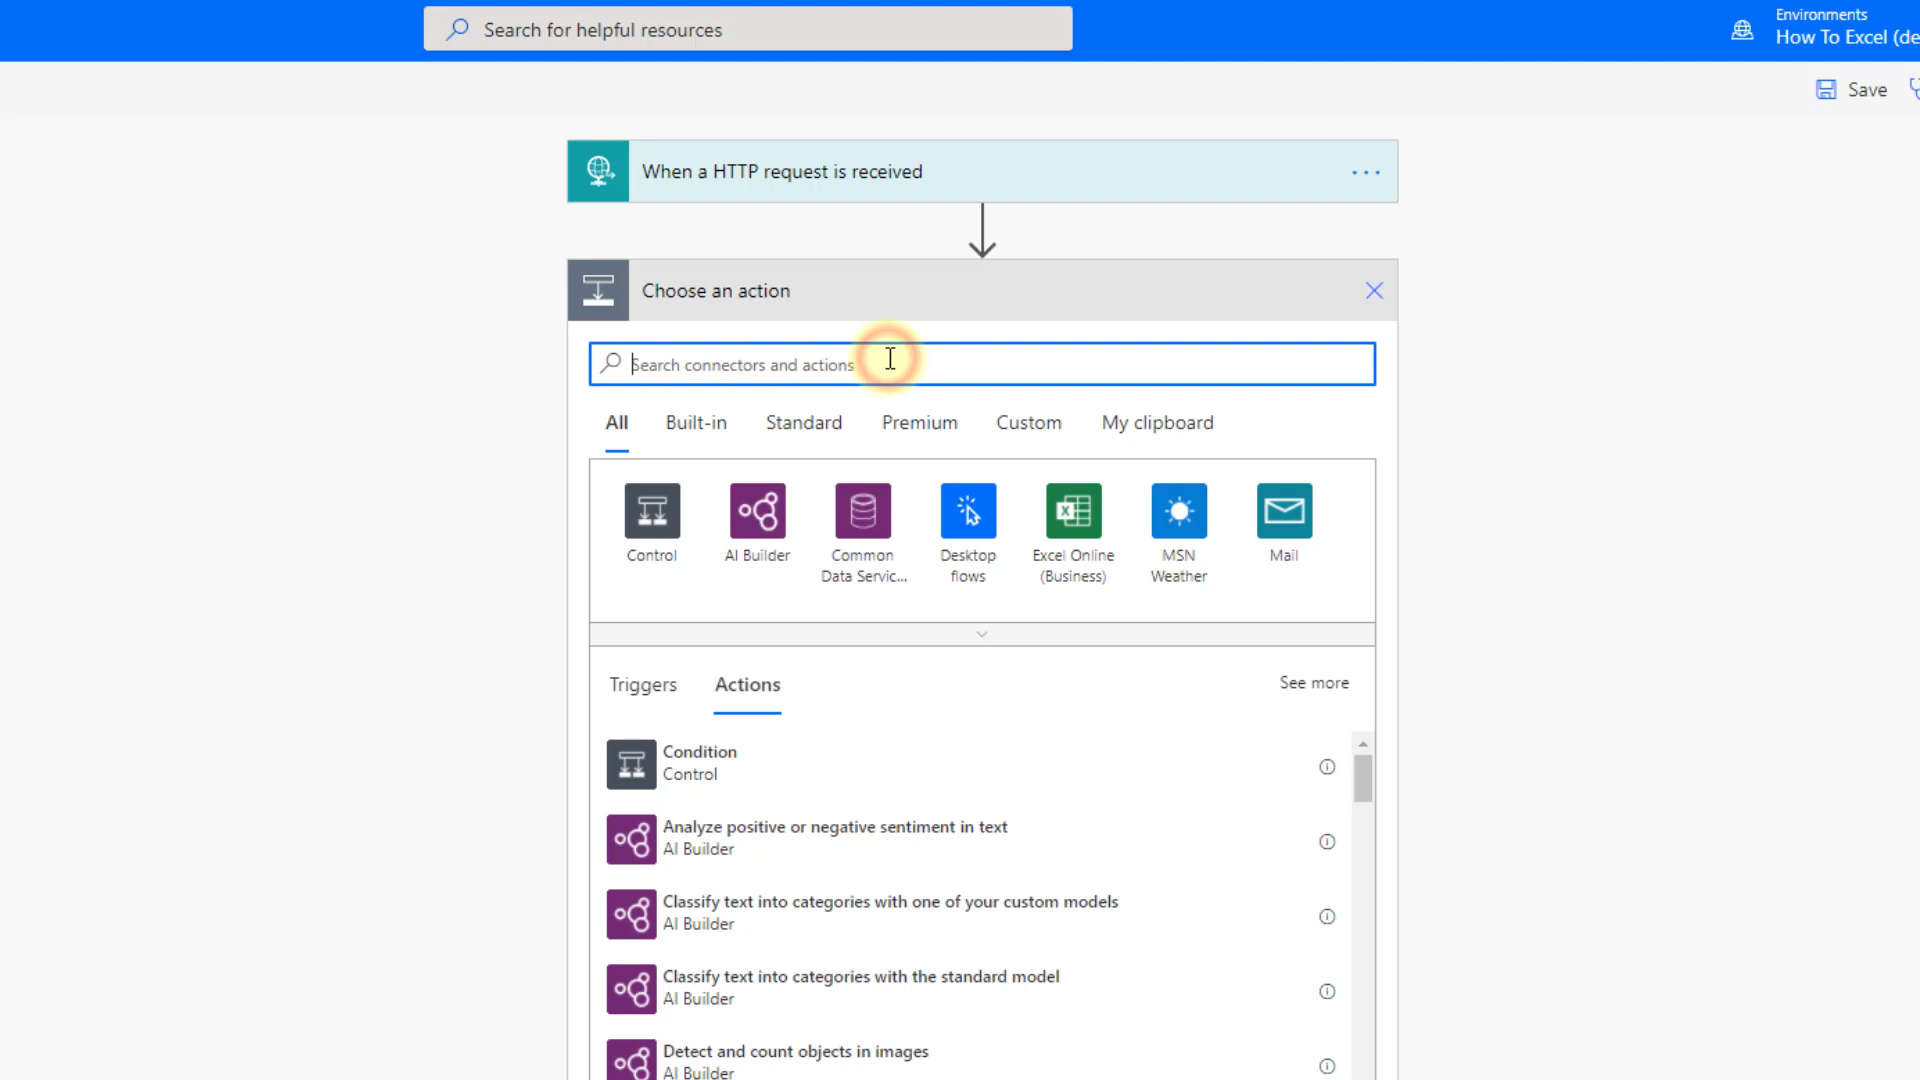 Search for helpful resources
Environments
How To Excel (de
Save
When a HTTP request is received
Choose an action
Search connectors and actions
All Built-in Standard Premium Custom My clipboard
Control AI Builder Common Desktop Excel Online MSN Mail
Data Servic... flows (Business) Weather
Triggers Actions See more
Condition
Control
Analyze positive or negative sentiment in text
AI Builder
Classify text into categories with one of your custom models
AI Builder
Classify text into categories with the standard model
AI Builder
Detect and count objects in images
AI Builder